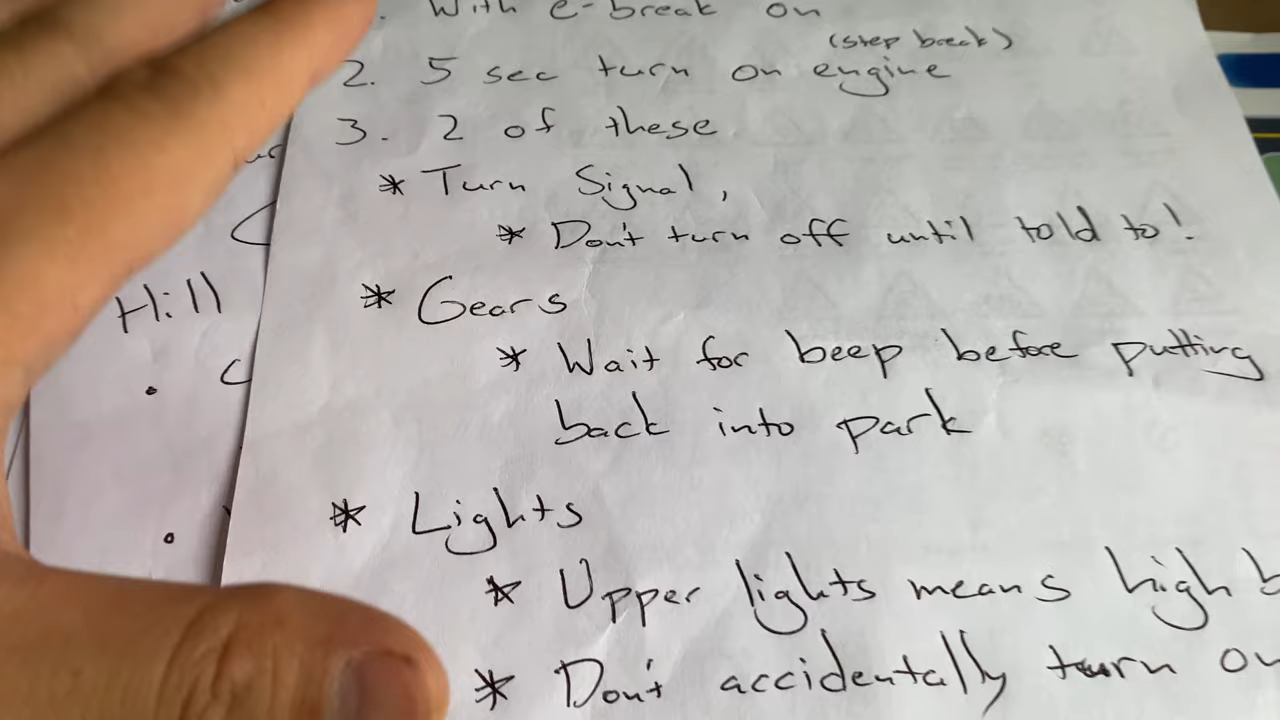 . With e-break on
(step break)
2. 5 sec turn on engine
3. 2 of these
* Turn Signal,
* Don't turn off until told to!
* Gears
* Wait for beep before putting
back into park
* Lights
* Upper lights means high b
* Don't accidentally turn on
Hill